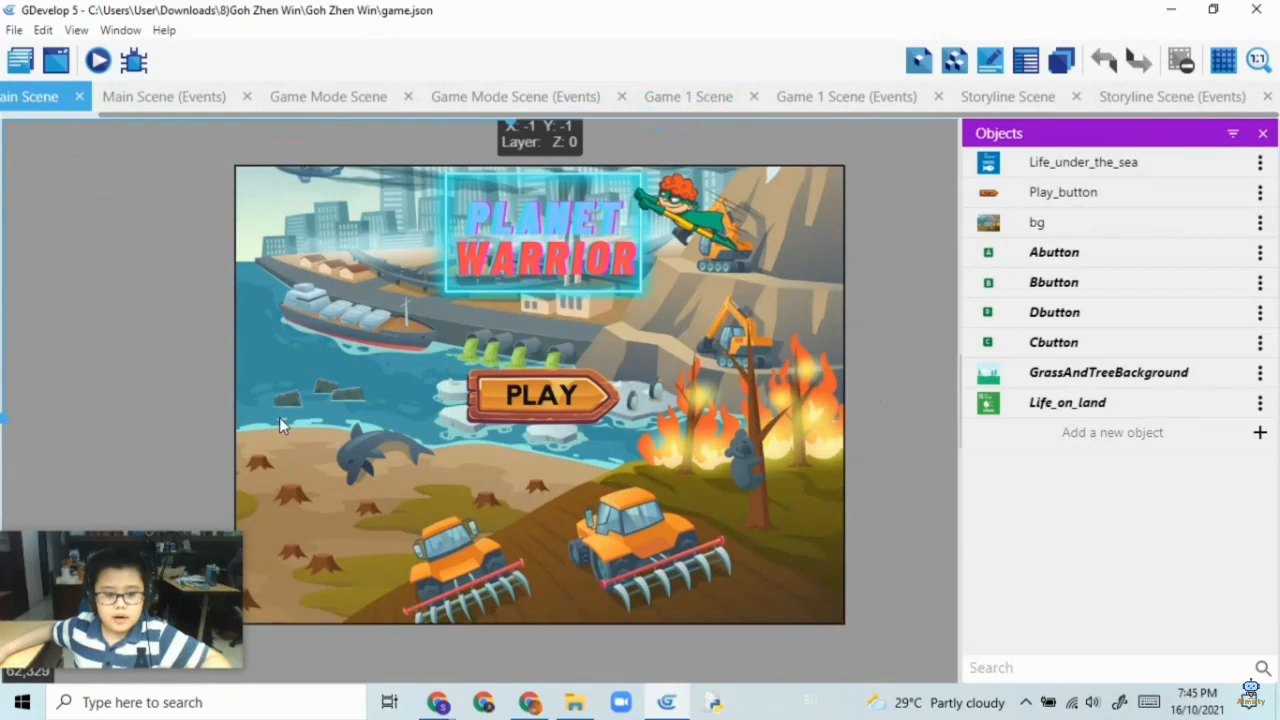 GDevelop 5 - C:\Users\User\Downloads\8)Goh Zhen Win\Goh Zhen Win\game.json
File Edit View Window Help
1:1
ain Scene × Main Scene (Events) × Game Mode Scene × Game Mode Scene (Events) × Game 1 Scene × Game 1 Scene (Events) × Storyline Scene × Storyline Scene (Events) ×
X: -1 Y: -1
Layer: Z: 0
Objects
Life_under_the_sea
Play_button
bg
A Abutton
B Bbutton
D Dbutton
C Cbutton
GrassAndTreeBackground
Life_on_land
Add a new object
PLANET
WARRIOR
PLAY
62,329
Search
Type here to search
29°C Partly cloudy
7:45 PM
16/10/2021